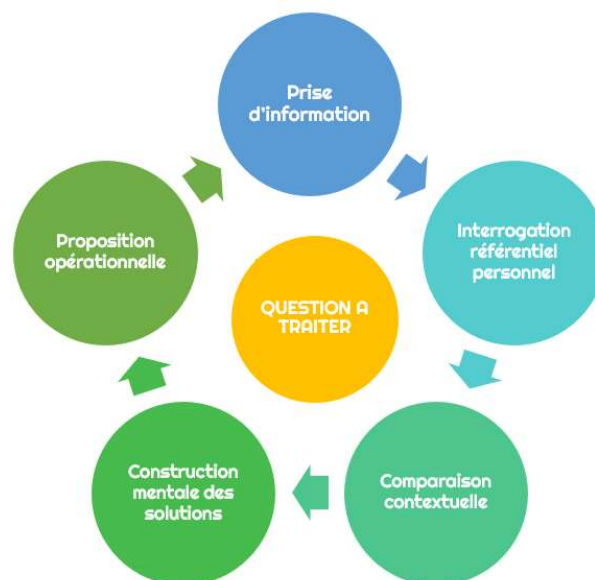 Prise
d'information
Interrogation
référentiel
personnel
Comparaison
contextuelle
Construction
mentale des
solutions
Proposition
opérationnelle
QUESTION A
TRAITER